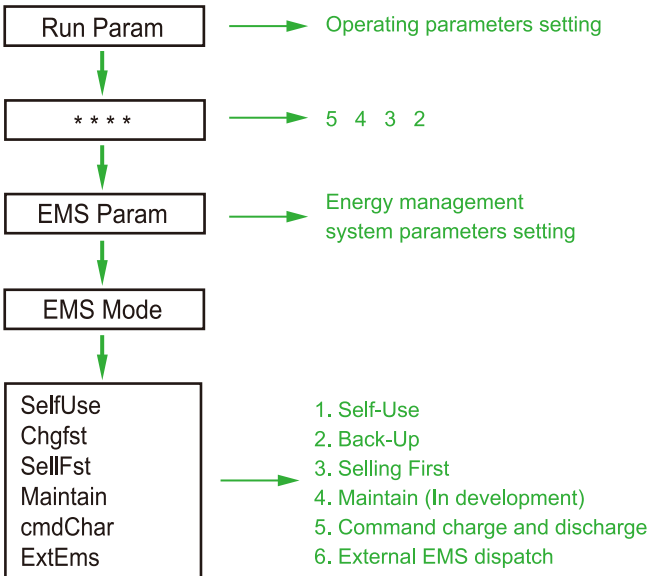 Run Param
Operating parameters setting
* * * *
5 4 3 2
EMS Param
Energy management
system parameters setting
EMS Mode
SelfUse
Chgfst
SellFst
Maintain
cmdChar
ExtEms
1. Self-Use
2. Back-Up
3. Selling First
4. Maintain (In development)
5. Command charge and discharge
6. External EMS dispatch